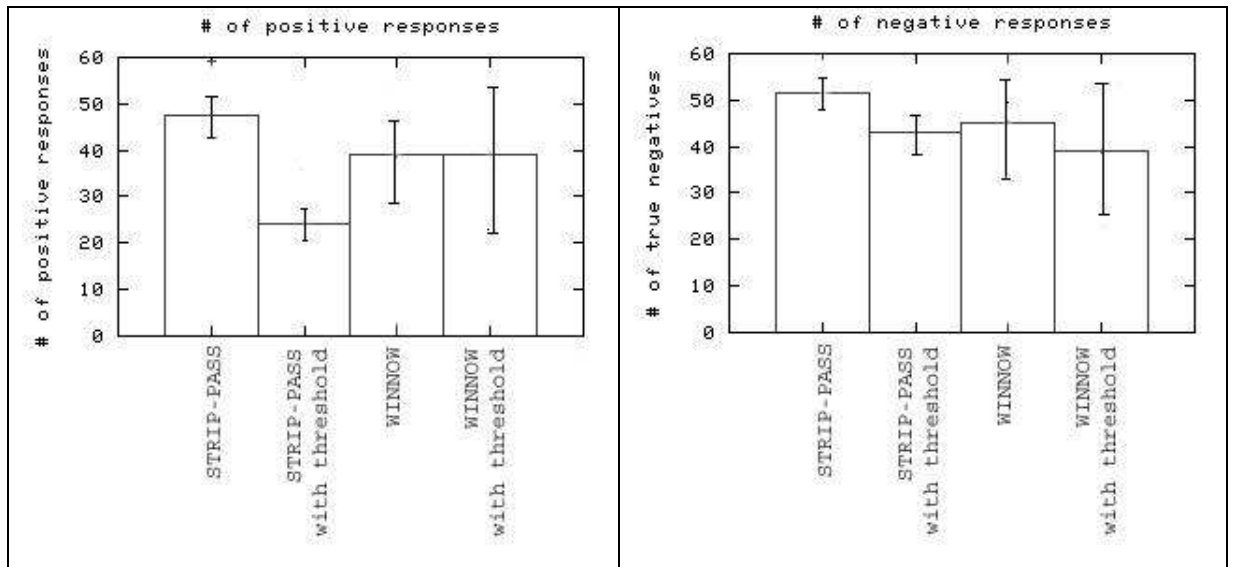 # of positive responses
# of positive responses
60
50
40
30
20
10
0
STRIP-PASS
STRIP-PASS
with threshold
WINNOW
WINNOW
with threshold
# of negative responses
# of true negatives
60
50
40
30
20
10
0
STRIP-PASS
STRIP-PASS
with threshold
WINNOW
WINNOW
with threshold